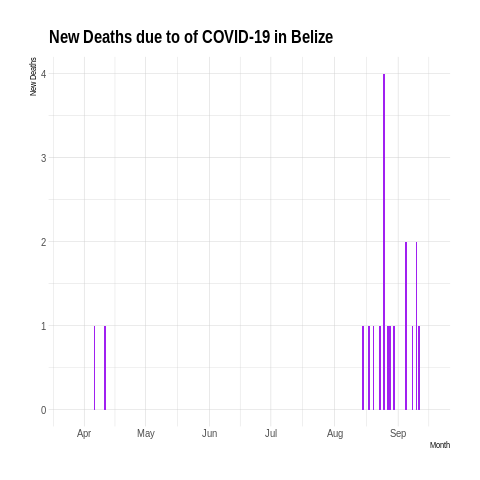 New Deaths due to of COVID-19 in Belize
New Deaths
4
3
2
1
0
Apr May Jun Jul Aug Sep
Month